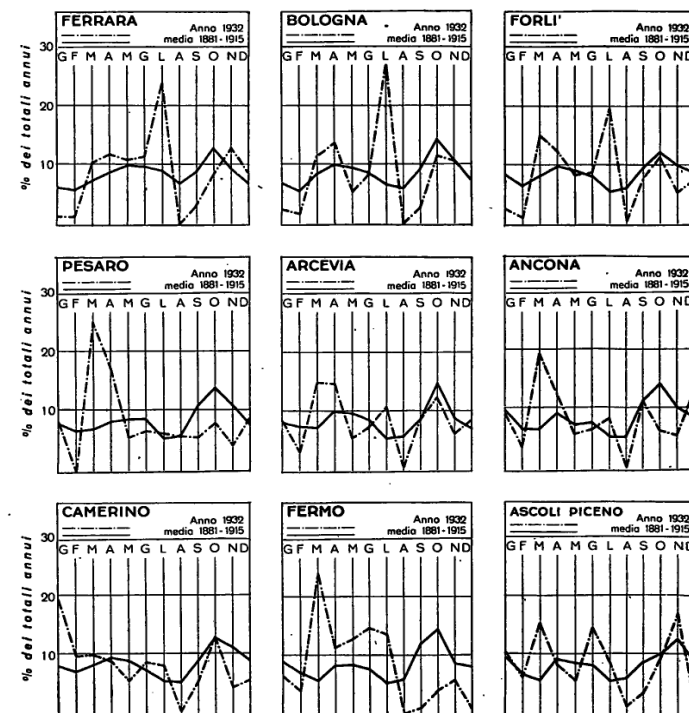 FERRARA
Anno 1932
media 1881-1915
G F M A M G L A S O N D
BOLOGNA
Anno 1932
media 1881-1915
G F M A M G L A S O N D
FORLI'
Anno 1932
media 1881-1915
G F M A M G L A S O N D
30
20
10
% dei totali annui
PESARO
Anno 1932
media 1881-1915
G F M A M G L A S O N D
ARCEVIA
Anno 1932
media 1881-1915
G F M A M G L A S O N D
ANCONA
Anno 1932
media 1881-1915
G F M A M G L A S O N D
30
20
10
% dei totali annui
CAMERINO
Anno 1932
media 1881-1915
G F M A M G L A S O N D
FERMO
Anno 1932
media 1881-1915
G F M A M G L A S O N D
ASCOLI PICENO
Anno 1932
media 1881-1915
G F M A M G L A S O N D
30
20
10
% dei totali annui